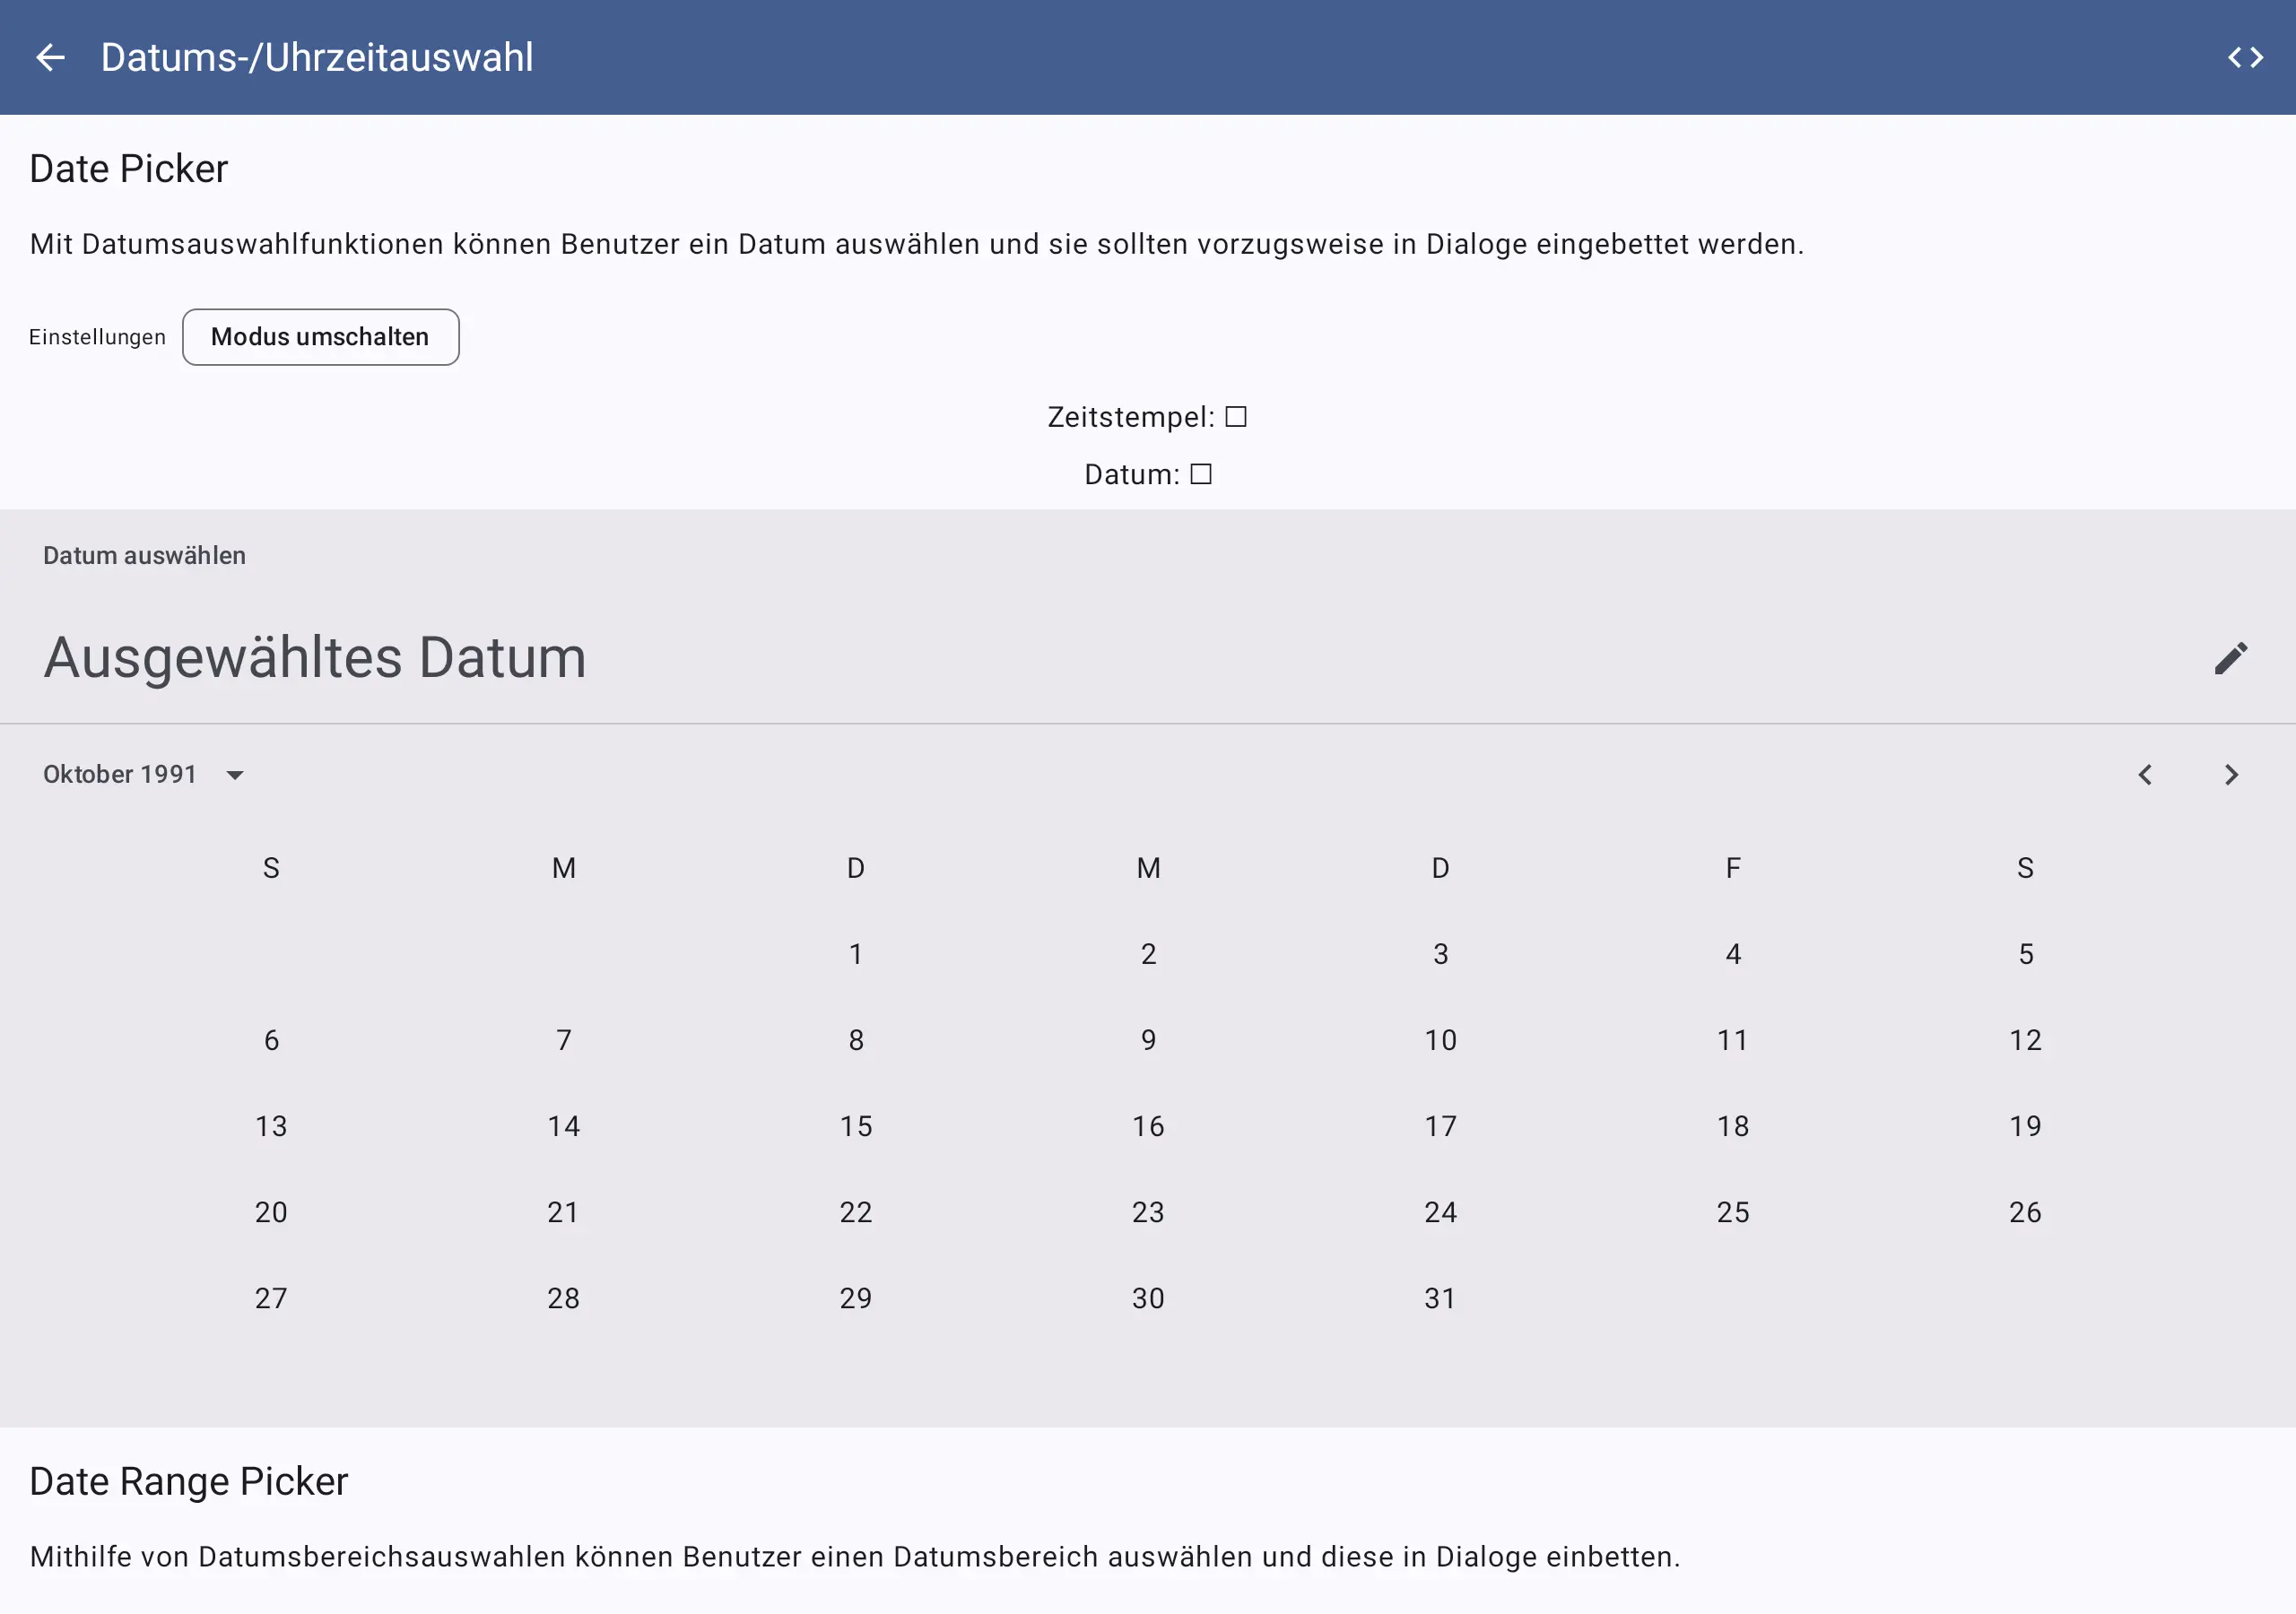 Datums-/Uhrzeitauswahl
Date Picker
Mit Datumsauswahlfunktionen können Benutzer ein Datum auswählen und sie sollten vorzugsweise in Dialoge eingebettet werden.
Einstellungen Modus umschalten
Zeitstempel: □
Datum: □
Datum auswählen
Ausgewähltes Datum
Oktober 1991
S M D M D F S
1 2 3 4 5
6 7 8 9 10 11 12
13 14 15 16 17 18 19
20 21 22 23 24 25 26
27 28 29 30 31
Date Range Picker
Mithilfe von Datumsbereichsauswahlen können Benutzer einen Datumsbereich auswählen und diese in Dialoge einbetten.